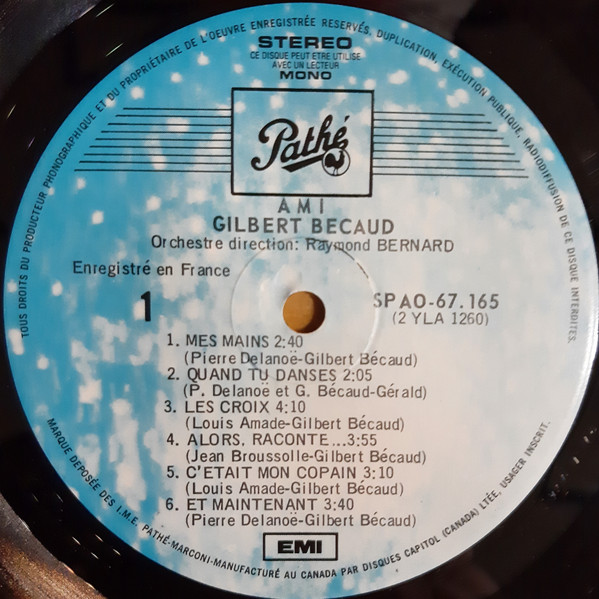 TOUS DROITS DU PRODUCTEUR PHONOGRAPHIQUE ET DU PROPRIÉTAIRE DE L'OEUVRE ENREGISTRÉE RESERVÉS, DUPLICATION, EXÉCUTION PUBLIQUE, RADIODIFFUSION DE CE DISQUE INTERDITES.
STEREO
CE DISQUE PEUT ÊTRE UTILISÉ
AVEC UN LECTEUR
MONO
Pathé
AMI
GILBERT BECAUD
Orchestre direction: Raymond BERNARD
Enregistré en France
1
SPAO-67.165
(2 YLA 1260)
1. MES MAINS 2:40
(Pierre Delanoë-Gilbert Bécaud)
2. QUAND TU DANSES 2:05
(P. Delanoë et G. Bécaud-Gérald)
3. LES CROIX 4:10
(Louis Amade-Gilbert Bécaud)
4. ALORS, RACONTE...3:55
(Jean Broussolle-Gilbert Bécaud)
5. C'ETAIT MON COPAIN 3:10
(Louis Amade-Gilbert Bécaud)
6. ET MAINTENANT 3:40
(Pierre Delanoë-Gilbert Bécaud)
EMI
MARQUE DEPOSÉE DES I.M.E. PATHÉ-MARCONI-MANUFACTURÉ AU CANADA PAR DISQUES CAPITOL (CANADA) LTÉE, USAGER INSCRIT.